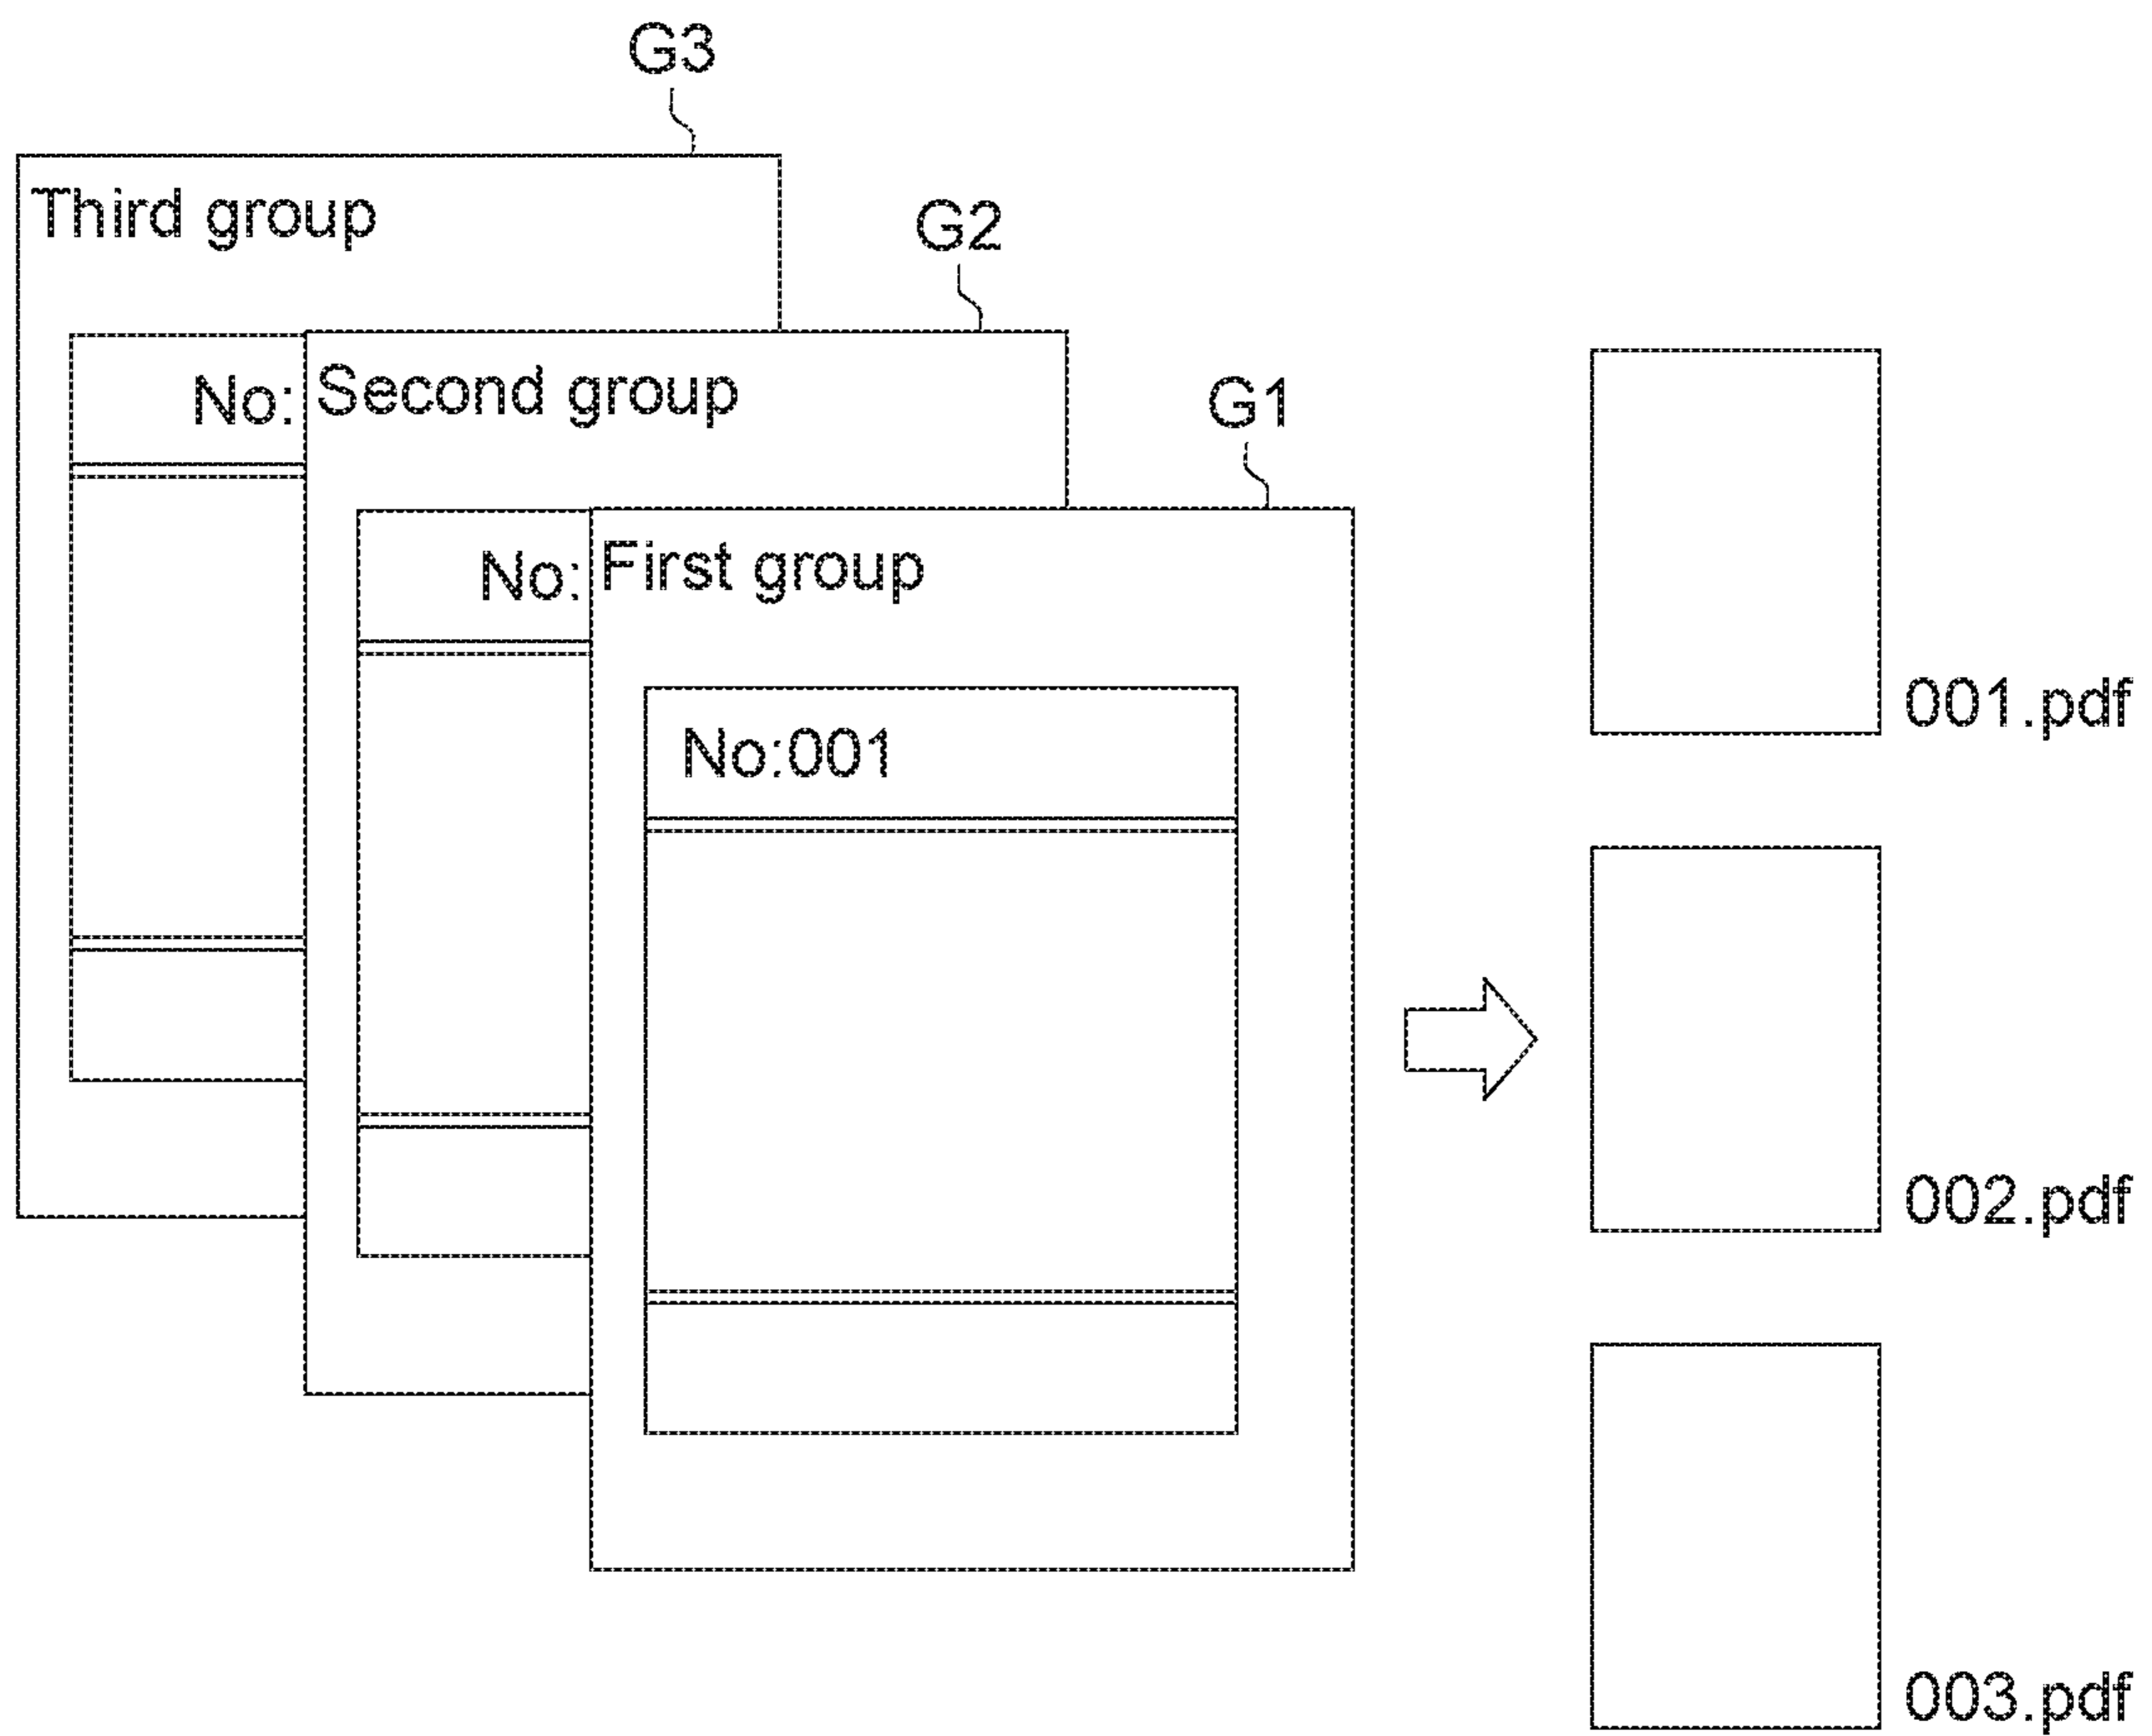 G3
Third group
G2
No:
Second group
G1
No:
First group
No:001
001.pdf
002.pdf
003.pdf